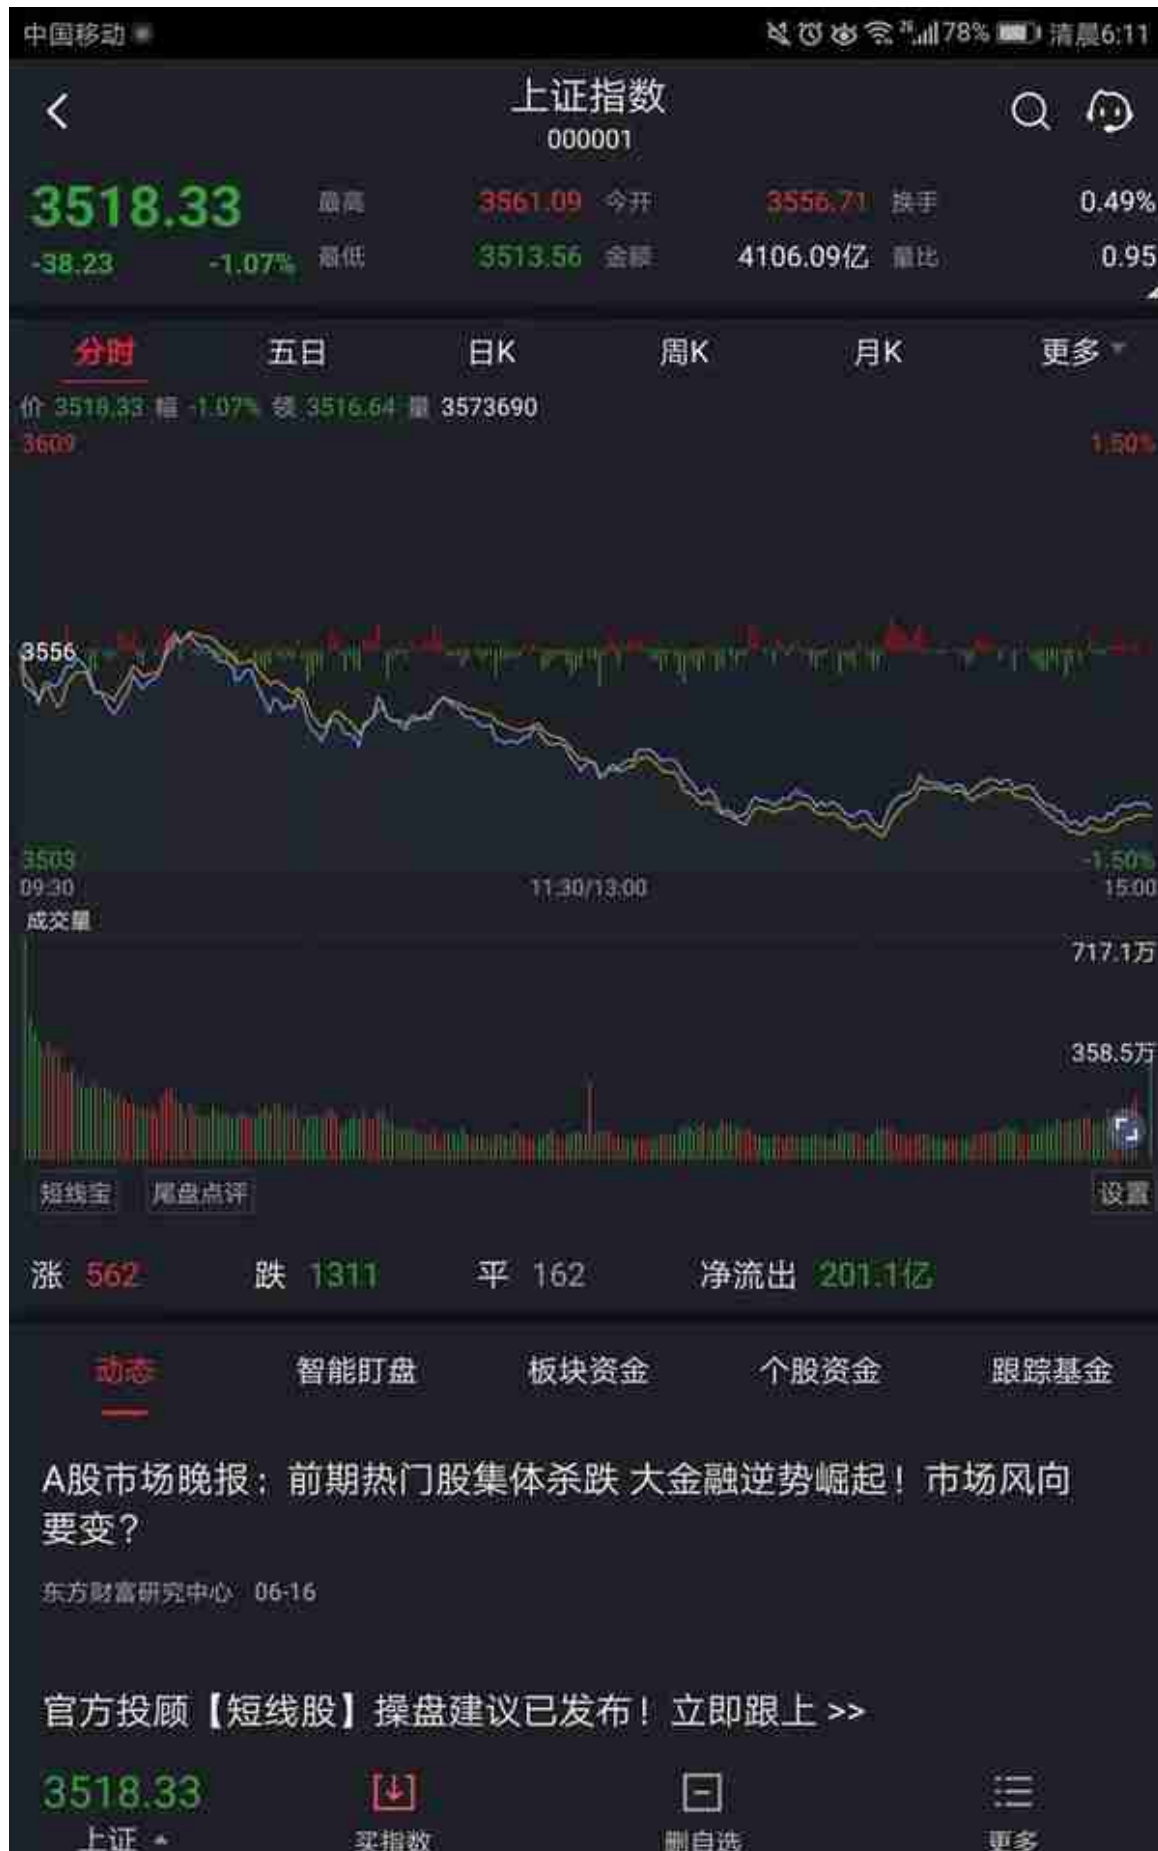 中国移动
78% 清晨6:11
上证指数
000001
3518.33 最高 3561.09 今开 3556.71 换手 0.49%
-38.23 -1.07% 最低 3513.56 金额 4106.09亿 量比 0.95
分时 五日 日K 周K 月K 更多
价 3518.33 幅 -1.07% 领 3516.64 量 3573690
3609 1.50%
3556
3503 -1.50%
09:30 11:30/13:00 15:00
成交量
717.1万
358.5万
短线宝 尾盘点评 设置
涨 562 跌 1311 平 162 净流出 201.1亿
动态 智能盯盘 板块资金 个股资金 跟踪基金
A股市场晚报：前期热门股集体杀跌 大金融逆势崛起！市场风向
要变？
东方财富研究中心 06-16
官方投顾【短线股】操盘建议已发布！立即跟上 >>
3518.33
上证 买指数 删自选 更多